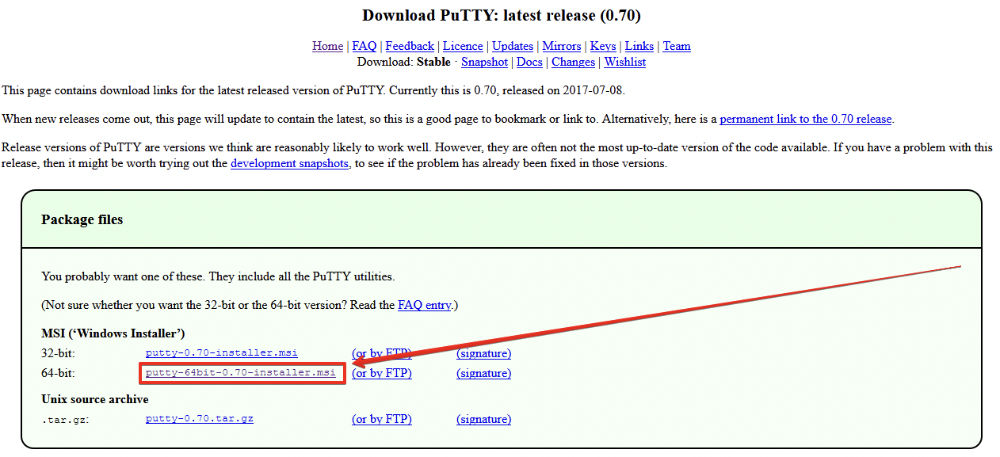 Download PuTTY: latest release (0.70)
Home | FAQ | Feedback | Licence | Updates | Mirrors | Keys | Links | Team
Download: Stable · Snapshot | Docs | Changes | Wishlist
This page contains download links for the latest released version of PuTTY. Currently this is 0.70, released on 2017-07-08.
When new releases come out, this page will update to contain the latest, so this is a good page to bookmark or link to. Alternatively, here is a permanent link to the 0.70 release.
Release versions of PuTTY are versions we think are reasonably likely to work well. However, they are often not the most up-to-date version of the code available. If you have a problem with this
release, then it might be worth trying out the development snapshots, to see if the problem has already been fixed in those versions.
Package files
You probably want one of these. They include all the PuTTY utilities.
(Not sure whether you want the 32-bit or the 64-bit version? Read the FAQ entry.)
MSI (‘Windows Installer’)
32-bit: putty-0.70-installer.msi (or by FTP) (signature)
64-bit: putty-64bit-0.70-installer.msi (or by FTP) (signature)
Unix source archive
.tar.gz: putty-0.70.tar.gz (or by FTP) (signature)